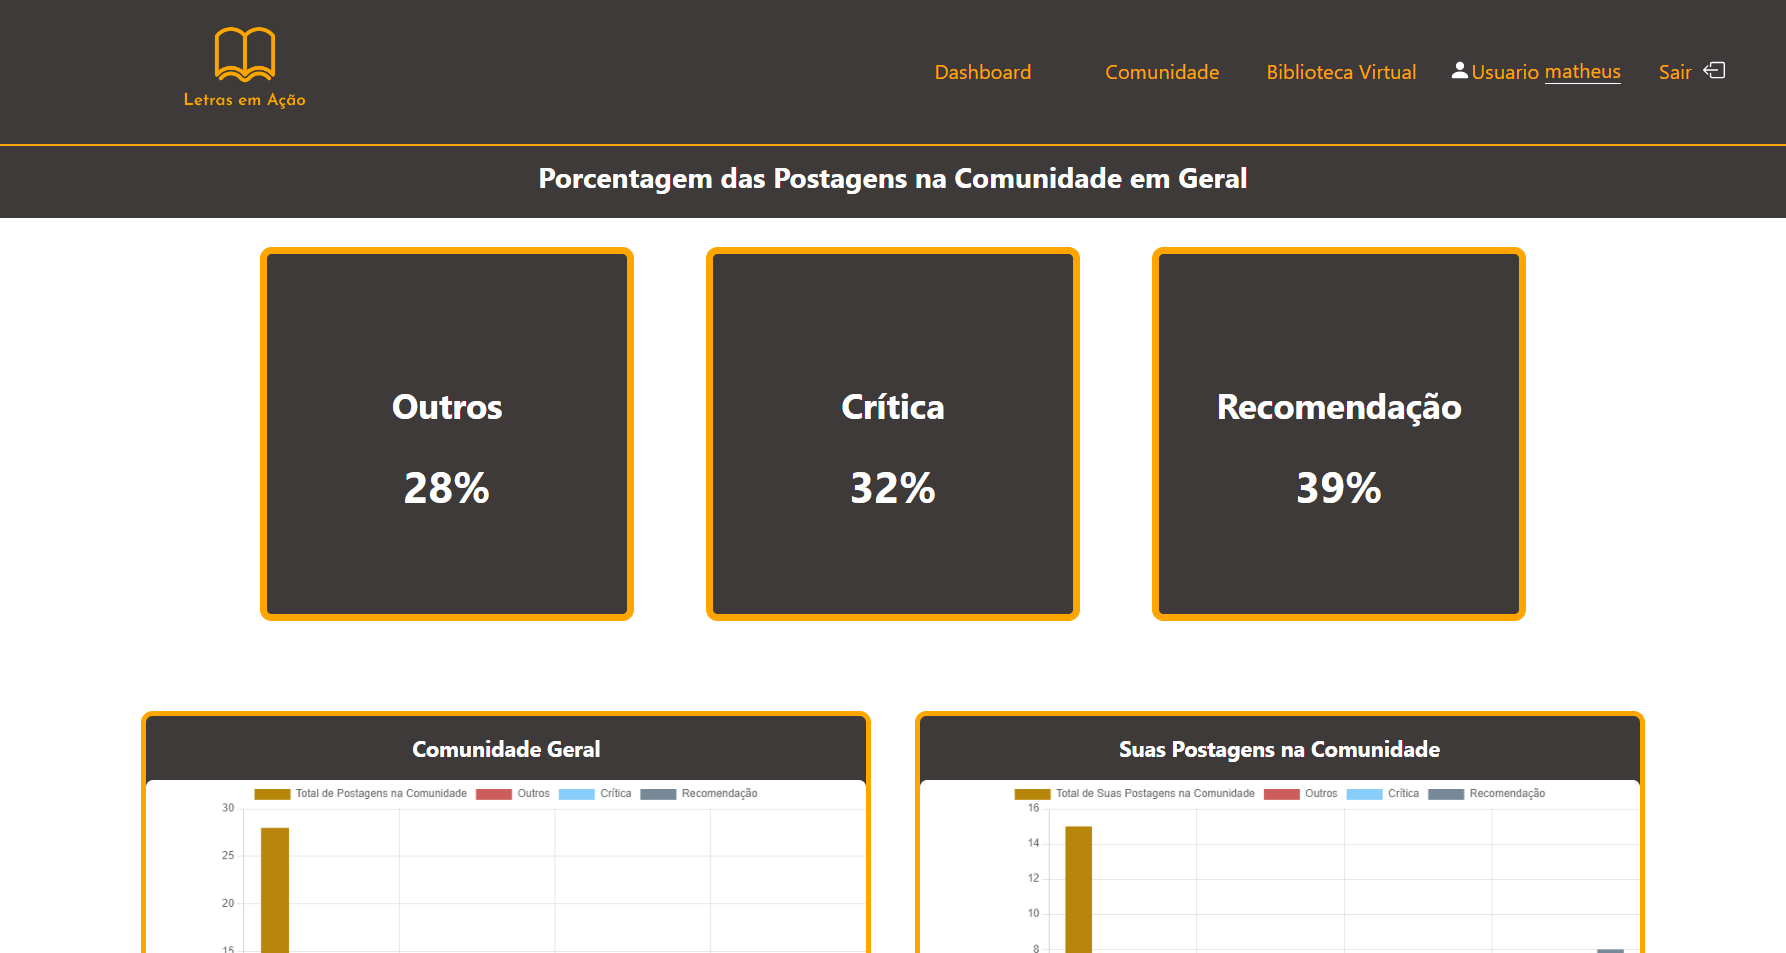 Letras em Ação
Dashboard Comunidade Biblioteca Virtual Usuario matheus Sair
Porcentagem das Postagens na Comunidade em Geral
Outros
28%
Crítica
32%
Recomendação
39%
Comunidade Geral
Total de Postagens na Comunidade Outros Crítica Recomendação
30
25
20
15
Suas Postagens na Comunidade
Total de Suas Postagens na Comunidade Outros Crítica Recomendação
16
14
12
10
8